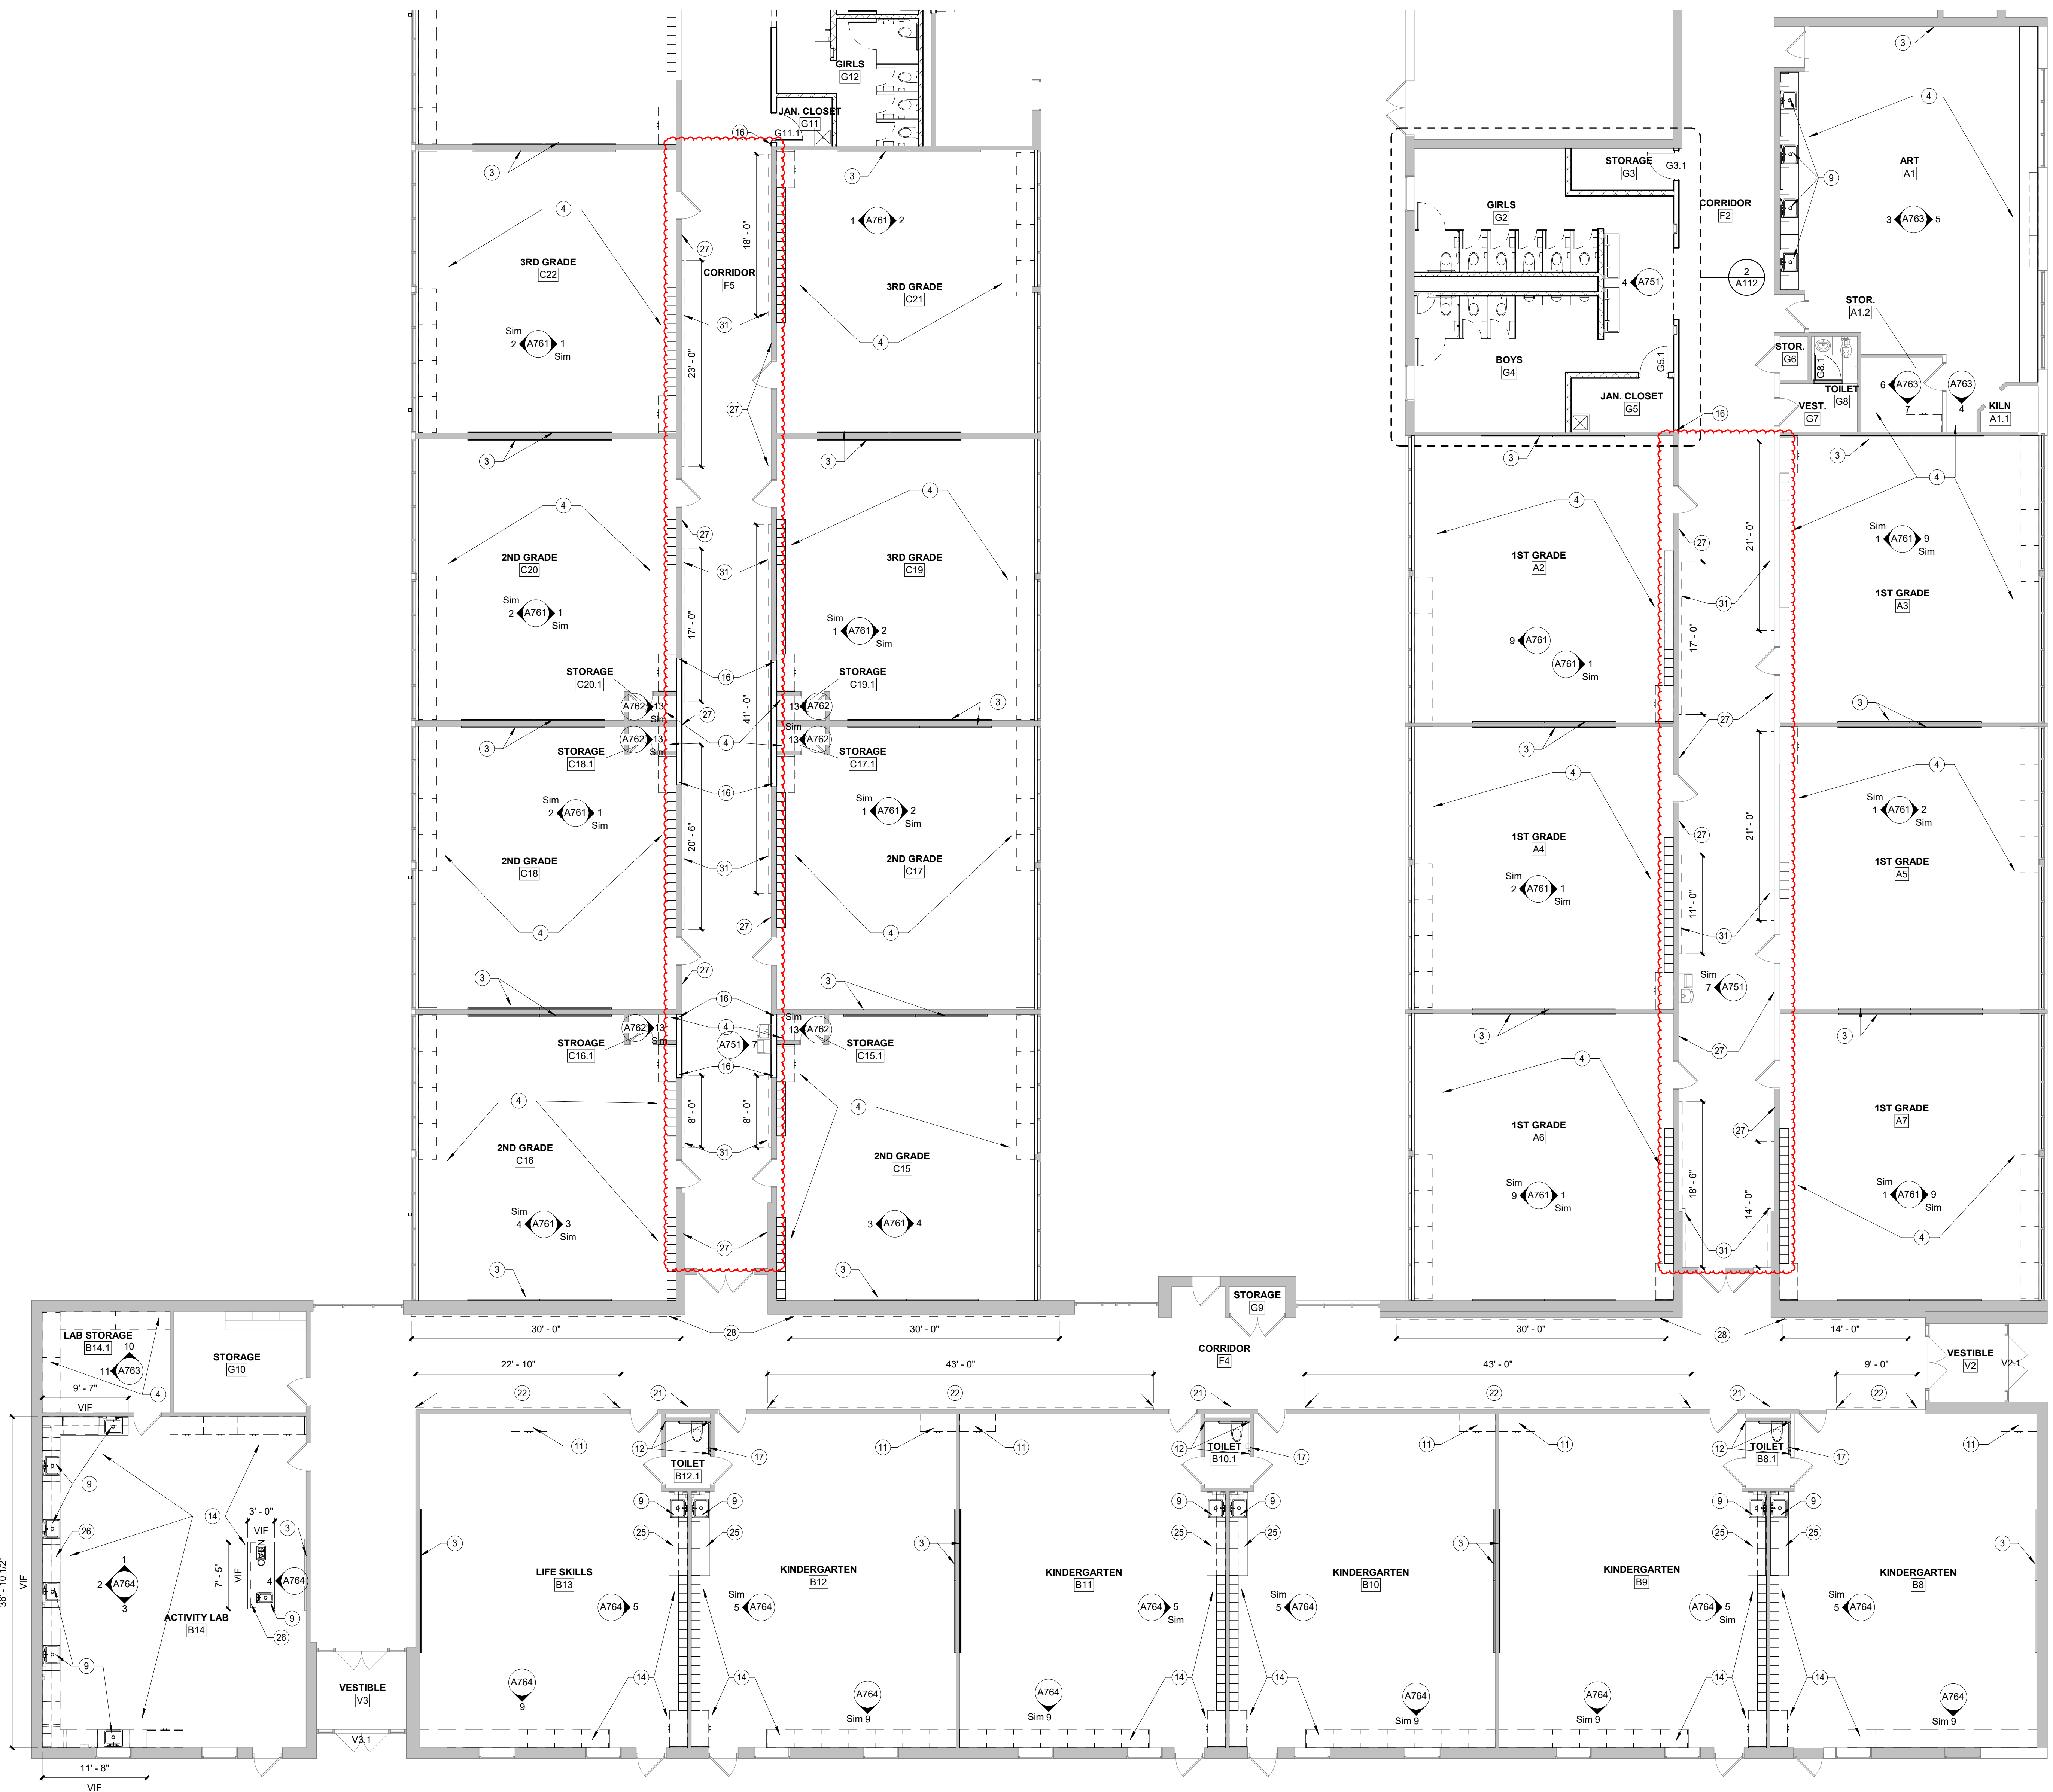 GIRLS
G12
JAN. CLOSET
G11
G11.1
16
3
3
3
4
4
1 A761 2
18' - 0"
27
CORRIDOR
F5
3RD GRADE
C22
3RD GRADE
C21
31
Sim
2 A761 1
Sim
23' - 0"
4
27
3
3
4
4
27
2ND GRADE
C20
3RD GRADE
C19
31
Sim
2 A761 1
Sim
17' - 0"
Sim
1 A761 2
Sim
STORAGE
C20.1
16
STORAGE
C19.1
A762 13
Sim
27
41' - 0"
13 A762
3
3
A762 13
Sim
4
Sim
13 A762
STORAGE
C18.1
STORAGE
C17.1
16
Sim
2 A761 1
Sim
Sim
1 A761 2
Sim
20' - 6"
2ND GRADE
C18
31
2ND GRADE
C17
4
27
4
3
27
3
16
A762 13
Sim
4
Sim
13 A762
STROAGE
C16.1
A751 7
STORAGE
C15.1
16
4
8' - 0"
8' - 0"
4
2ND GRADE
C16
31
2ND GRADE
C15
Sim
4 A761 3
Sim
3 A761 4
27
3
3
STORAGE
G3
G3.1
GIRLS
G2
CORRIDOR
F2
4 A751
2
A112
BOYS
G4
G5.1
JAN. CLOSET
G5
16
3
4
ART
A1
9
3 A763 5
STOR.
A1.2
STOR.
G6
G8.1
TOILET
G8
VEST.
G7
6 A763
7
A763
4
KILN
A1.1
3
3
4
4
27
21' - 0"
Sim
1 A761 9
Sim
1ST GRADE
A2
1ST GRADE
A3
31
9 A761
17' - 0"
A761 1
Sim
3
27
3
4
4
21' - 0"
Sim
1 A761 2
Sim
27
1ST GRADE
A4
1ST GRADE
A5
Sim
2 A761 1
Sim
11' - 0"
31
Sim
7 A751
3
3
27
4
1ST GRADE
A6
1ST GRADE
A7
27
Sim
9 A761 1
Sim
18' - 6"
14' - 0"
Sim
1 A761 9
Sim
31
4
STORAGE
G9
30' - 0"
28
30' - 0"
30' - 0"
28
14' - 0"
LAB STORAGE
B14.1
10
11 A763
STORAGE
G10
CORRIDOR
F4
VESTIBLE
V2
V2.1
9' - 7"
VIF
4
22' - 10"
43' - 0"
43' - 0"
9' - 0"
22
21
22
21
22
21
22
11
12
11
11
12
11
11
12
11
TOILET
B12.1
17
TOILET
B10.1
17
TOILET
B8.1
17
9
9
9
9
9
9
9
14
3' - 0"
VIF
3
26
25
25
25
25
25
25
OVEN
36' - 10 1/2"
VIF
7' - 5"
VIF
3
3
3
3
1
2 A764
3
4 A764
LIFE SKILLS
B13
KINDERGARTEN
B12
KINDERGARTEN
B11
KINDERGARTEN
B10
KINDERGARTEN
B9
KINDERGARTEN
B8
ACTIVITY LAB
B14
9
26
A764 5
Sim
5 A764
A764 5
Sim
Sim
5 A764
A764 5
Sim
Sim
5 A764
9
14
14
14
14
14
14
VESTIBLE
V3
A764
9
A764
Sim 9
A764
Sim 9
A764
Sim 9
A764
Sim 9
A764
Sim 9
V3.1
11' - 8"
VIF